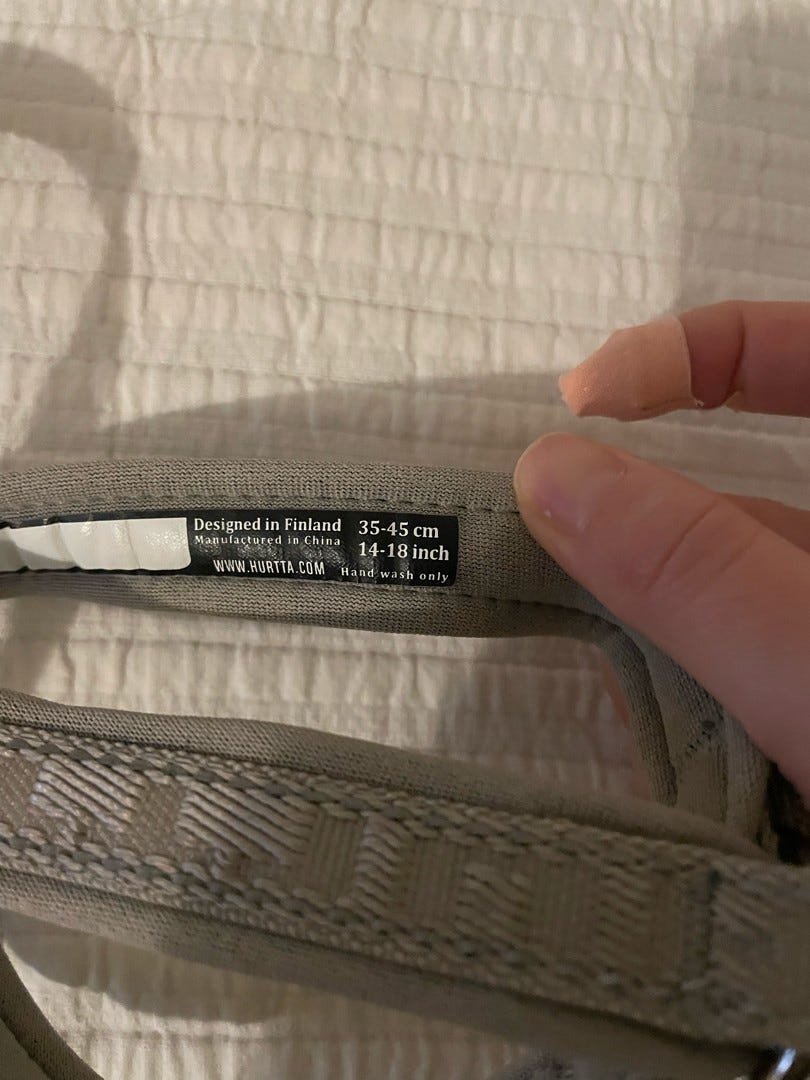 Designed in Finland
Manufactured in China
WWW.HURTTA.COM
35-45 cm
14-18 inch
Hand wash only